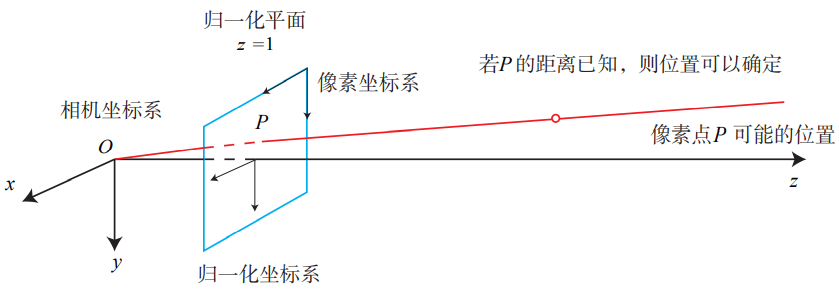 归一化平面
z =1
若P 的距离已知，则位置可以确定
像素坐标系
相机坐标系
P
像素点P 可能的位置
O
x
z
y
归一化坐标系